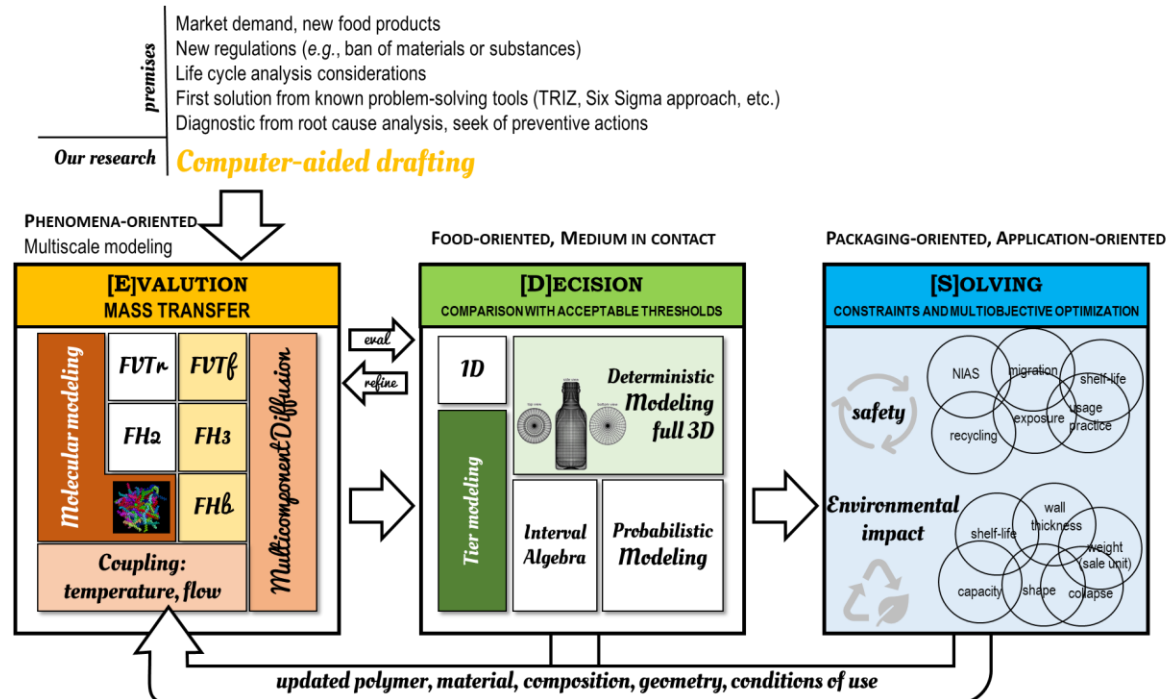 premises
Market demand, new food products
New regulations (e.g., ban of materials or substances)
Life cycle analysis considerations
First solution from known problem-solving tools (TRIZ, Six Sigma approach, etc.)
Diagnostic from root cause analysis, seek of preventive actions
Our research
Computer-aided drafting
PHENOMENA-ORIENTED
Multiscale modeling
[E]VALUTION
MASS TRANSFER
Molecular modeling
FVTr
FVTf
FH2
FH3
FHb
Multicomponent Diffusion
Coupling:
temperature, flow
eval
refine
FOOD-ORIENTED, MEDIUM IN CONTACT
[D]ECISION
COMPARISON WITH ACCEPTABLE THRESHOLDS
1D
Deterministic
Modeling
full 3D
Tier modeling
Interval
Algebra
Probabilistic
Modeling
PACKAGING-ORIENTED, APPLICATION-ORIENTED
[S]OLVING
CONSTRAINTS AND MULTIOBJECTIVE OPTIMIZATION
safety
NIAS
migration
shelf-life
recycling
exposure
usage
practice
Environmental
impact
shelf-life
wall
thickness
weight
(sale unit)
capacity
shape
collapse
updated polymer, material, composition, geometry, conditions of use